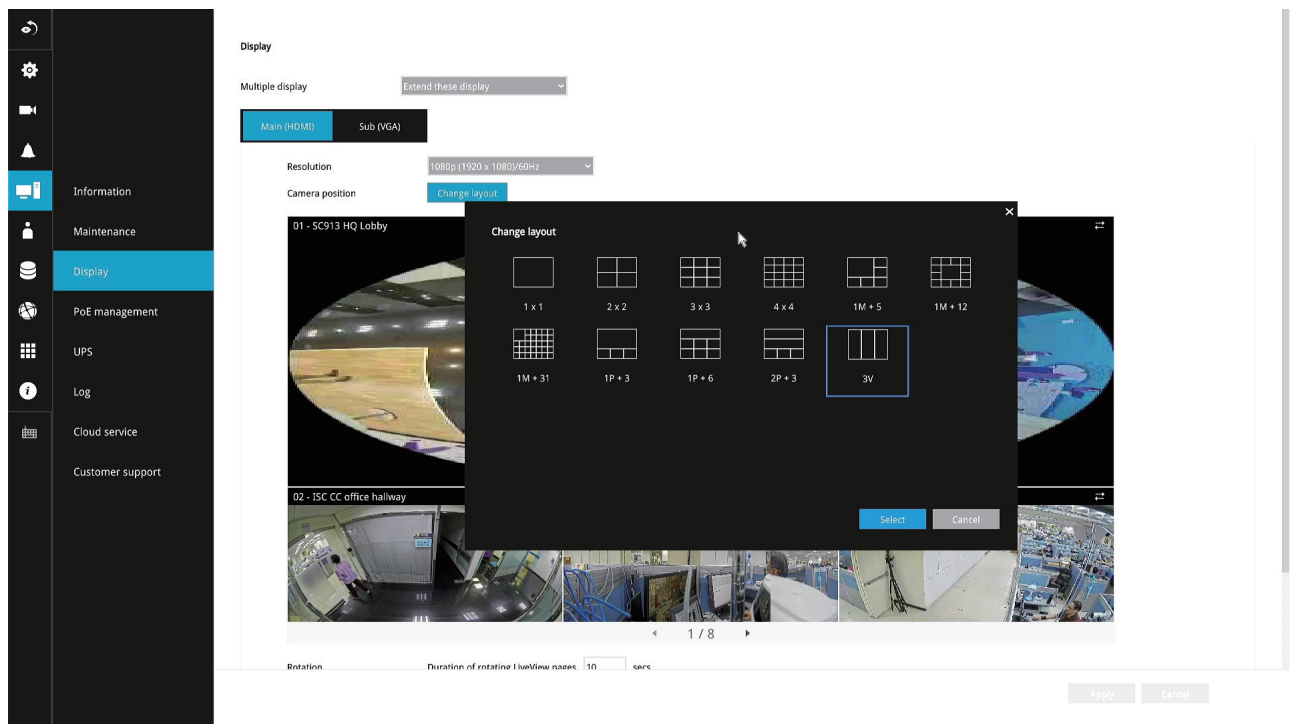 Display
Multiple display Extend these display
Main (HDMI) Sub (VGA)
Resolution 1080p (1920 x 1080)/60Hz
Camera position Change layout
Information
Maintenance
Display
PoE management
UPS
Log
Cloud service
Customer support
01 - SC913 HQ Lobby
Change layout
1 x 1 2 x 2 3 x 3 4 x 4 1M + 5 1M + 12
1M + 31 1P + 3 1P + 6 2P + 3 3V
Select Cancel
02 - ISC CC office hallway
1 / 8
Rotation Duration of rotating LiveView pages 10 secs
Apply Cancel